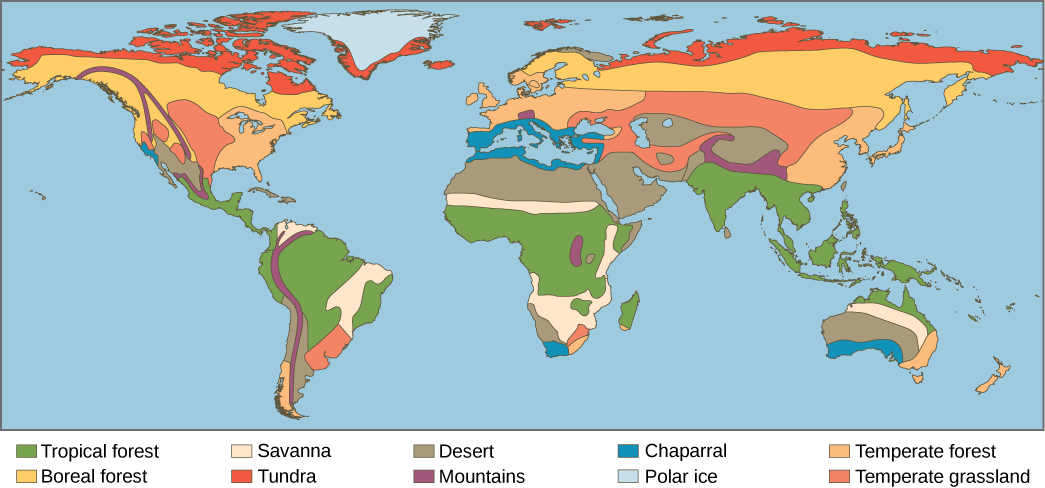 Tropical forest Savanna Desert Chaparral Temperate forest
Boreal forest Tundra Mountains Polar ice Temperate grassland